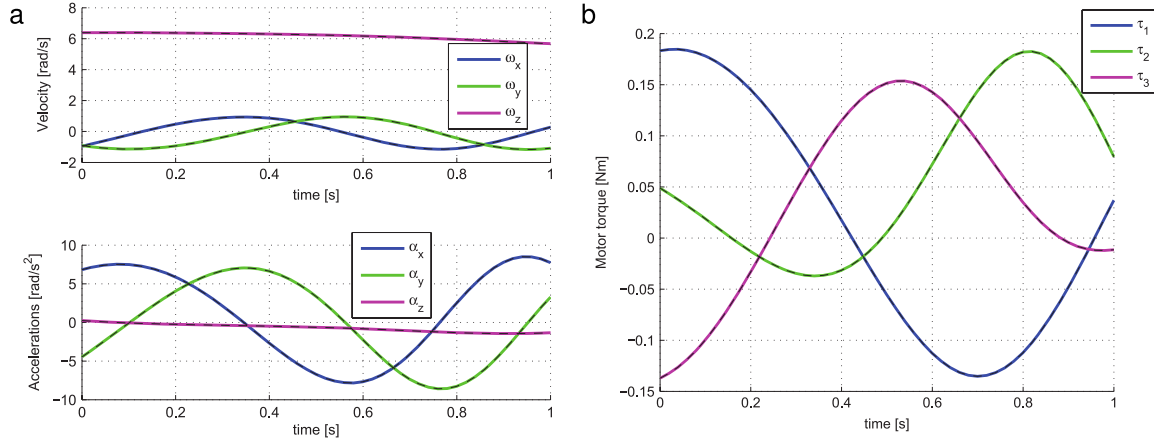 a
8
6
4
2
0
−2
Velocity [rad/s]
ω_x
ω_y
ω_z
0 0.2 0.4 0.6 0.8 1
time [s]
10
5
0
−5
−10
Accelerations [rad/s²]
α_x
α_y
α_z
0 0.2 0.4 0.6 0.8 1
time [s]
b
0.2
0.15
0.1
0.05
0
−0.05
−0.1
−0.15
Motor torque [Nm]
τ_1
τ_2
τ_3
0 0.2 0.4 0.6 0.8 1
time [s]